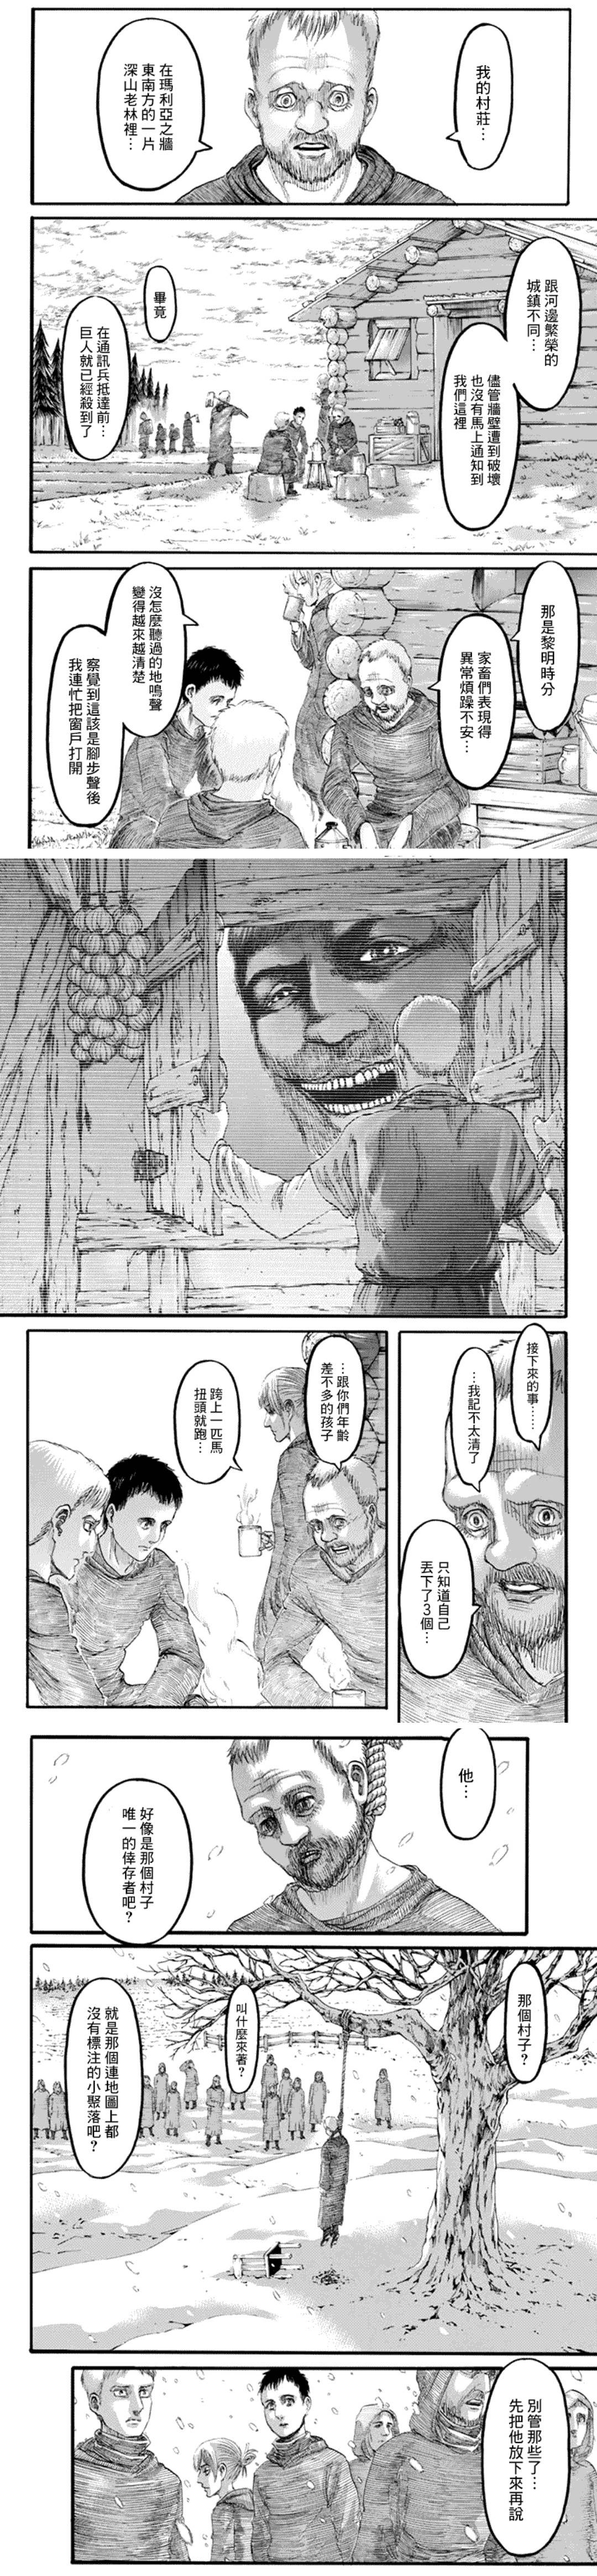 我的村莊…
在瑪利亞之牆
東南方的一片
深山老林裡…
跟河邊繁榮的
城鎮不同…
儘管牆壁遭到破壞
也沒有馬上通知到
我們這裡
畢竟
在通訊兵抵達前…
巨人就已經殺到了
那是黎明時分
家畜們表現得
異常煩躁不安…
沒怎麼聽過的地鳴聲
變得越來越清楚
察覺到這該是腳步聲後
我連忙把窗戶打開
接下來的事……
…我記不太清了
只知道自己
丟下了3個…
…跟你們年齡
差不多的孩子
跨上一匹馬
扭頭就跑…
他…
好像是那個村子
唯一的倖存者吧？
那個村子？
叫什麼來著？
就是那個連地圖上都
沒有標注的小聚落吧？
別管那些了…
先把他放下來再說